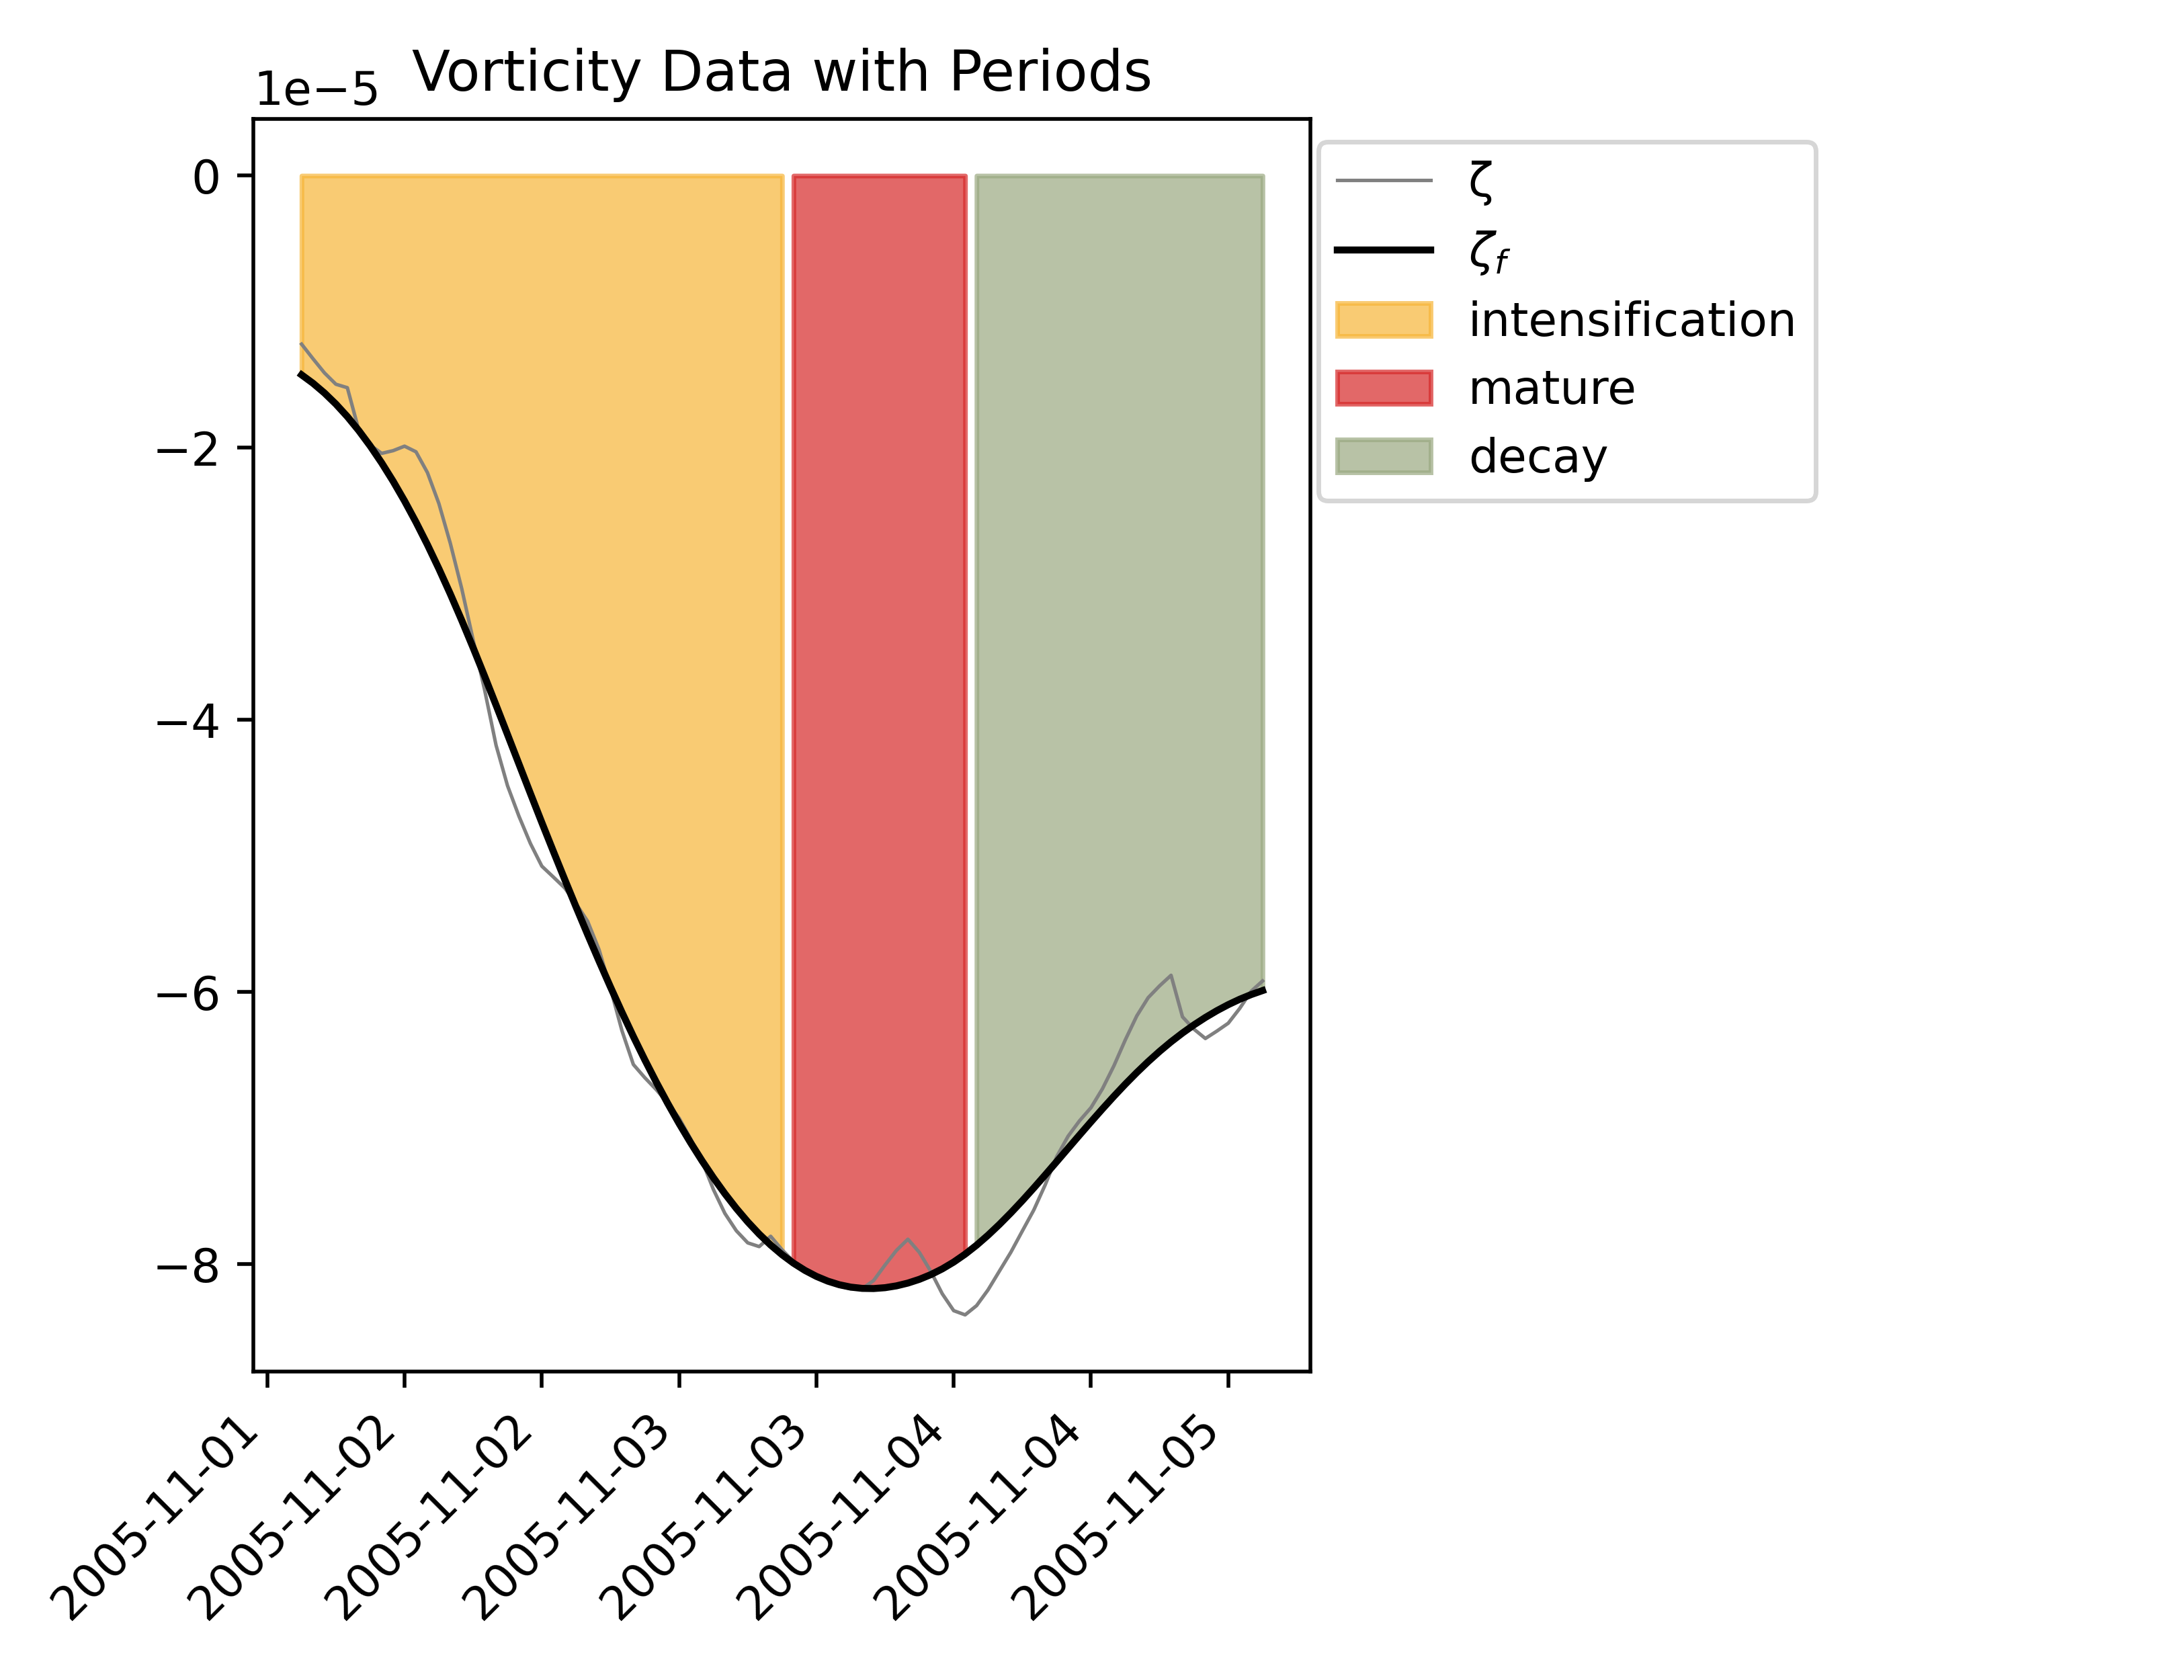 Vorticity Data with Periods
1e−5
0
−2
−4
−6
−8
2005-11-01
2005-11-02
2005-11-02
2005-11-03
2005-11-03
2005-11-04
2005-11-04
2005-11-05
ζ
ζf
intensification
mature
decay